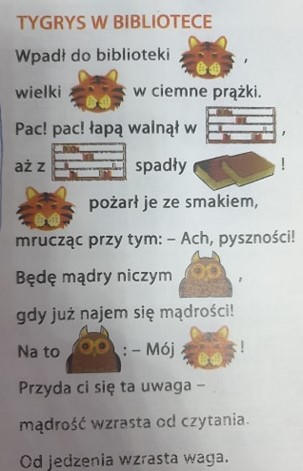 TYGRYS W BIBLIOTECE
Wpadł do biblioteki ,
wielki w ciemne prążki.
Pac! pac! łapą walnął w ,
aż z spadły !
pożarł je ze smakiem,
mrucząc przy tym: – Ach, pyszności!
Będę mądry niczym ,
gdy już najem się mądrości!
Na to : – Mój !
Przyda ci się ta uwaga –
mądrość wzrasta od czytania.
Od jedzenia wzrasta waga.